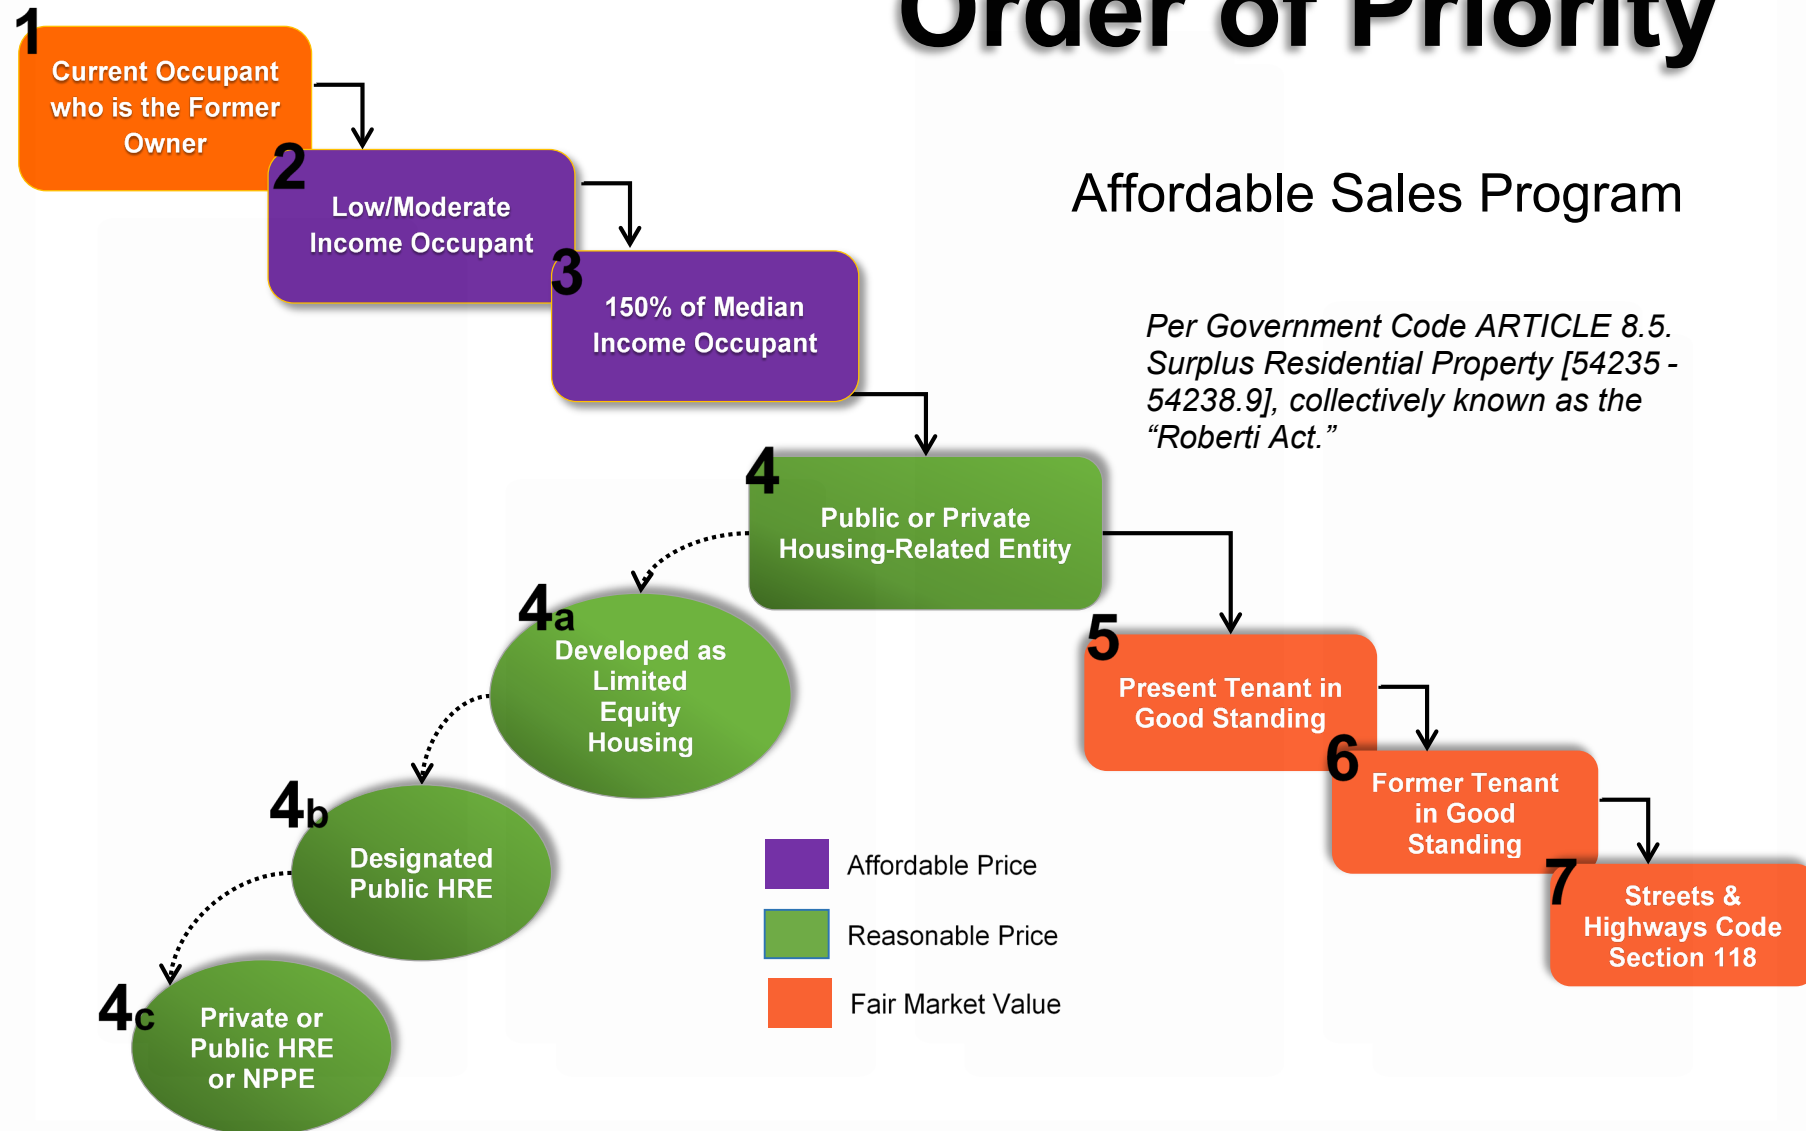 Order of Priority
1
Current Occupant
who is the Former
Owner
2
Low/Moderate
Income Occupant
Affordable Sales Program
3
150% of Median
Income Occupant
Per Government Code ARTICLE 8.5.
Surplus Residential Property [54235 -
54238.9], collectively known as the
“Roberti Act.”
4
Public or Private
Housing-Related Entity
4a
Developed as
Limited
Equity
Housing
4b
Designated
Public HRE
4c
Private or
Public HRE
or NPPE
5
Present Tenant in
Good Standing
6
Former Tenant
in Good
Standing
7
Streets &
Highways Code
Section 118
Affordable Price
Reasonable Price
Fair Market Value